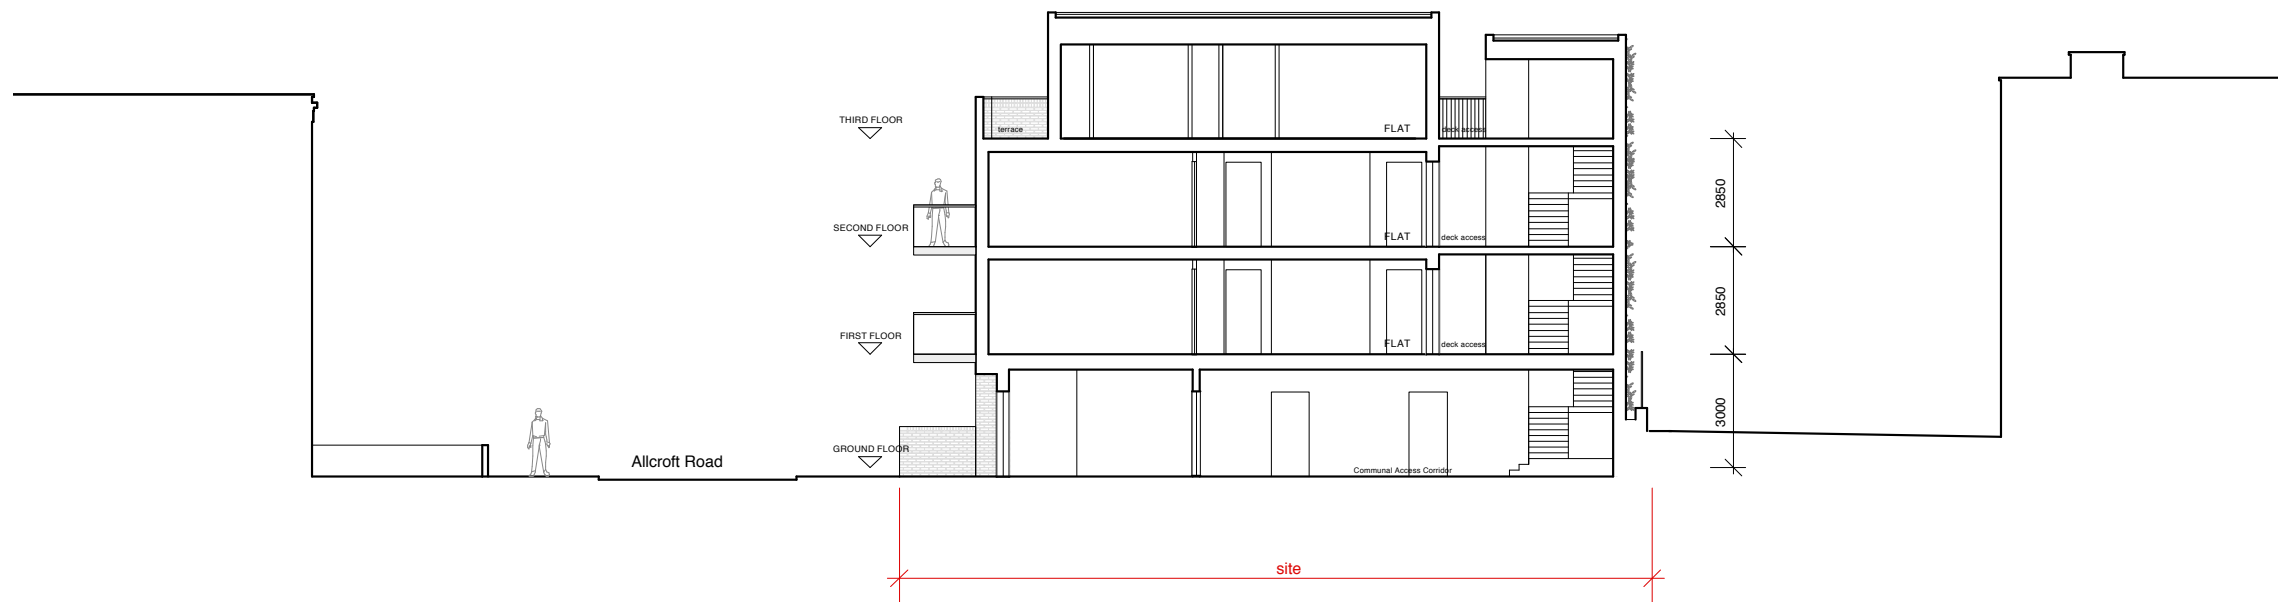 THIRD FLOOR
terrace
FLAT
deck access
2850
SECOND FLOOR
FLAT
deck access
2850
FIRST FLOOR
FLAT
deck access
3000
GROUND FLOOR
Allcroft Road
Communal Access Corridor
site